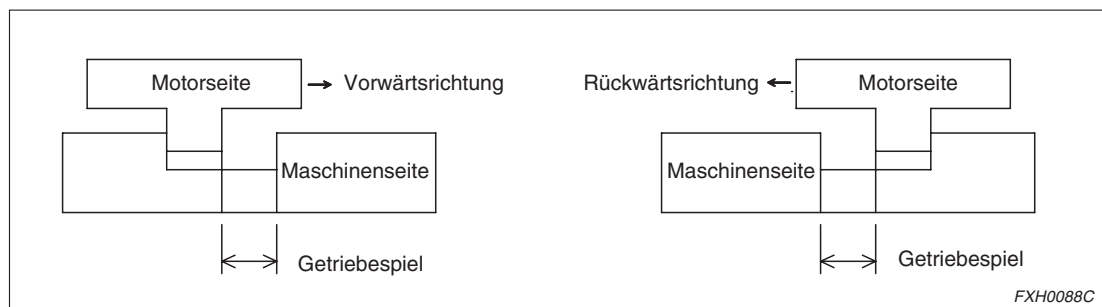 Motorseite
Vorwärtsrichtung
Maschinenseite
Getriebespiel
Rückwärtsrichtung
Motorseite
Maschinenseite
Getriebespiel
FXH0088C